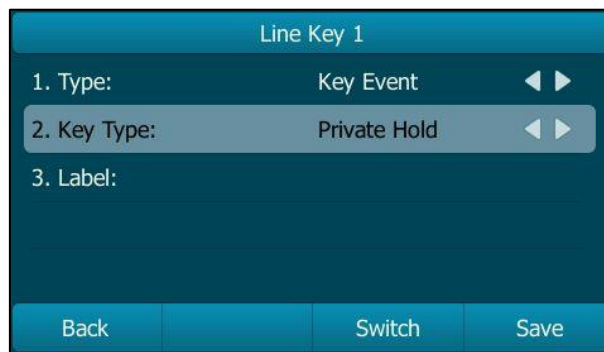 Line Key 1
1. Type: Key Event
2. Key Type: Private Hold
3. Label:
Back Switch Save